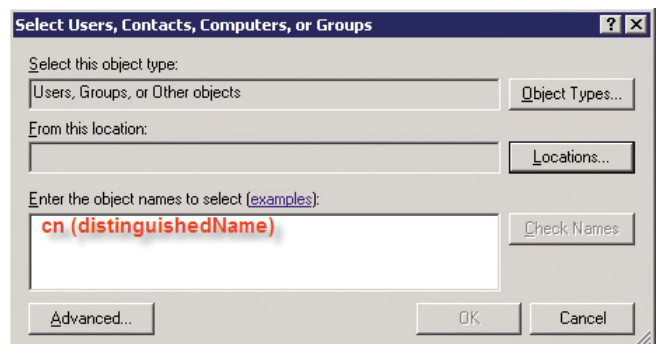 Select Users, Contacts, Computers, or Groups
Select this object type:
Users, Groups, or Other objects
Object Types...
From this location:
Locations...
Enter the object names to select (examples):
cn (distinguishedName)
Check Names
Advanced...
OK
Cancel